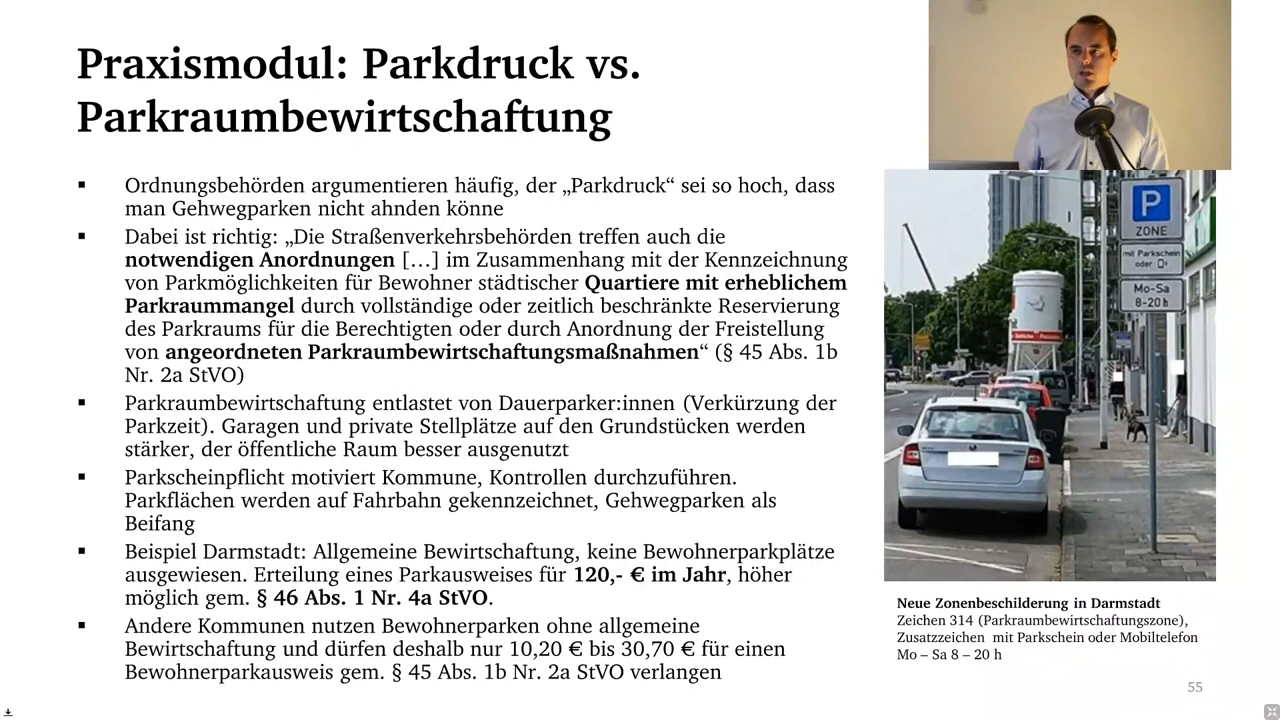 Praxismodul: Parkdruck vs.
Parkraumbewirtschaftung
▪ Ordnungsbehörden argumentieren häufig, der „Parkdruck“ sei so hoch, dass
man Gehwegparken nicht ahnden könne
▪ Dabei ist richtig: „Die Straßenverkehrsbehörden treffen auch die
notwendigen Anordnungen […] im Zusammenhang mit der Kennzeichnung
von Parkmöglichkeiten für Bewohner städtischer Quartiere mit erheblichem
Parkraummangel durch vollständige oder zeitlich beschränkte Reservierung
des Parkraums für die Berechtigten oder durch Anordnung der Freistellung
von angeordneten Parkraumbewirtschaftungsmaßnahmen“ (§ 45 Abs. 1b
Nr. 2a StVO)
▪ Parkraumbewirtschaftung entlastet von Dauerparker:innen (Verkürzung der
Parkzeit). Garagen und private Stellplätze auf den Grundstücken werden
stärker, der öffentliche Raum besser ausgenutzt
▪ Parkscheinpflicht motiviert Kommune, Kontrollen durchzuführen.
Parkflächen werden auf Fahrbahn gekennzeichnet, Gehwegparken als
Beifang
▪ Beispiel Darmstadt: Allgemeine Bewirtschaftung, keine Bewohnerparkplätze
ausgewiesen. Erteilung eines Parkausweises für 120,- € im Jahr, höher
möglich gem. § 46 Abs. 1 Nr. 4a StVO.
▪ Andere Kommunen nutzen Bewohnerparken ohne allgemeine
Bewirtschaftung und dürfen deshalb nur 10,20 € bis 30,70 € für einen
Bewohnerparkausweis gem. § 45 Abs. 1b Nr. 2a StVO verlangen
P
ZONE
mit Parkschein
oder
Mo-Sa
8-20 h
Neue Zonenbeschilderung in Darmstadt
Zeichen 314 (Parkraumbewirtschaftungszone),
Zusatzzeichen mit Parkschein oder Mobiltelefon
Mo – Sa 8 – 20 h
55